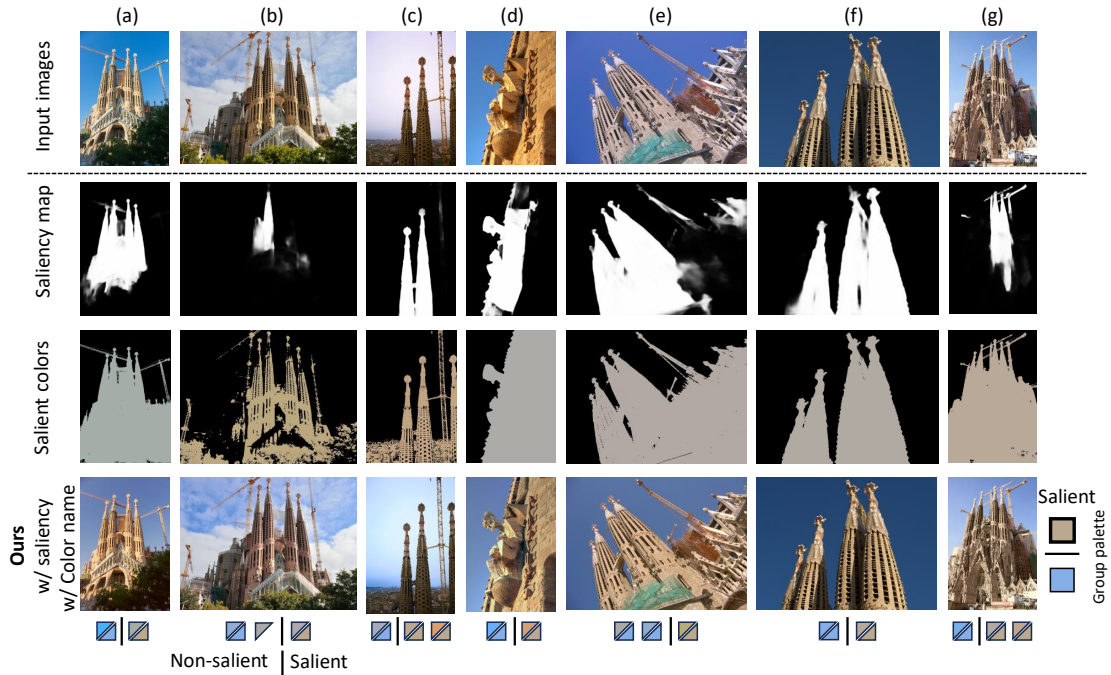 (a) (b) (c) (d) (e) (f) (g)
Input images
Saliency map
Salient colors
Ours
w/ saliency
w/ Color name
Salient
Group palette
Non-salient | Salient